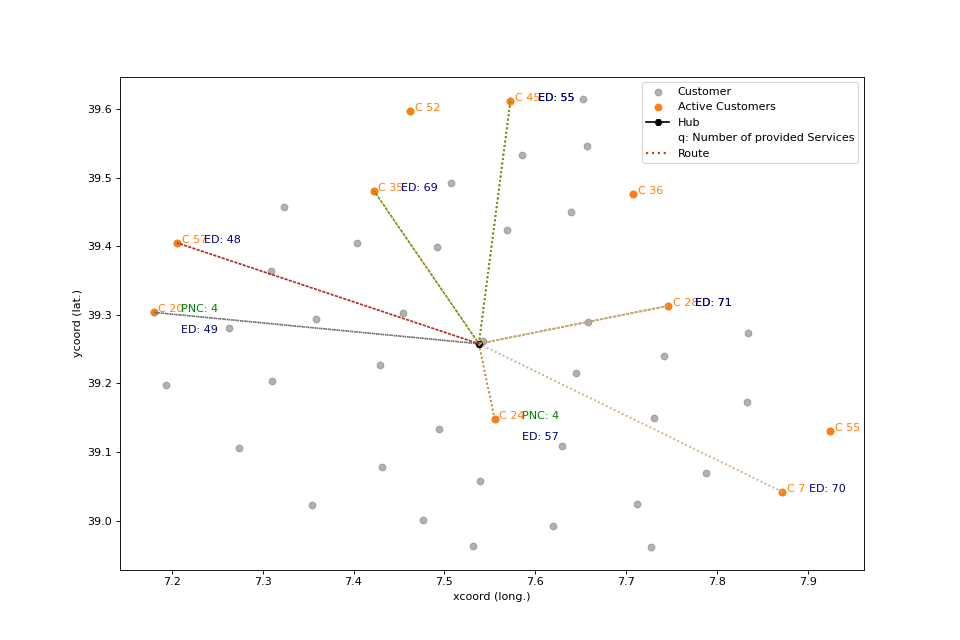 Customer
Active Customers
Hub
q: Number of provided Services
Route
39.6
39.5
39.4
39.3
39.2
39.1
39.0
ycoord (lat.)
C 52
C 45 ED: 55
C 35 ED: 69
C 36
C 57 ED: 48
C 20 PNC: 4
ED: 49
C 28 ED: 71
C 24 PNC: 4
ED: 57
C 55
C 7 ED: 70
7.2 7.3 7.4 7.5 7.6 7.7 7.8 7.9
xcoord (long.)